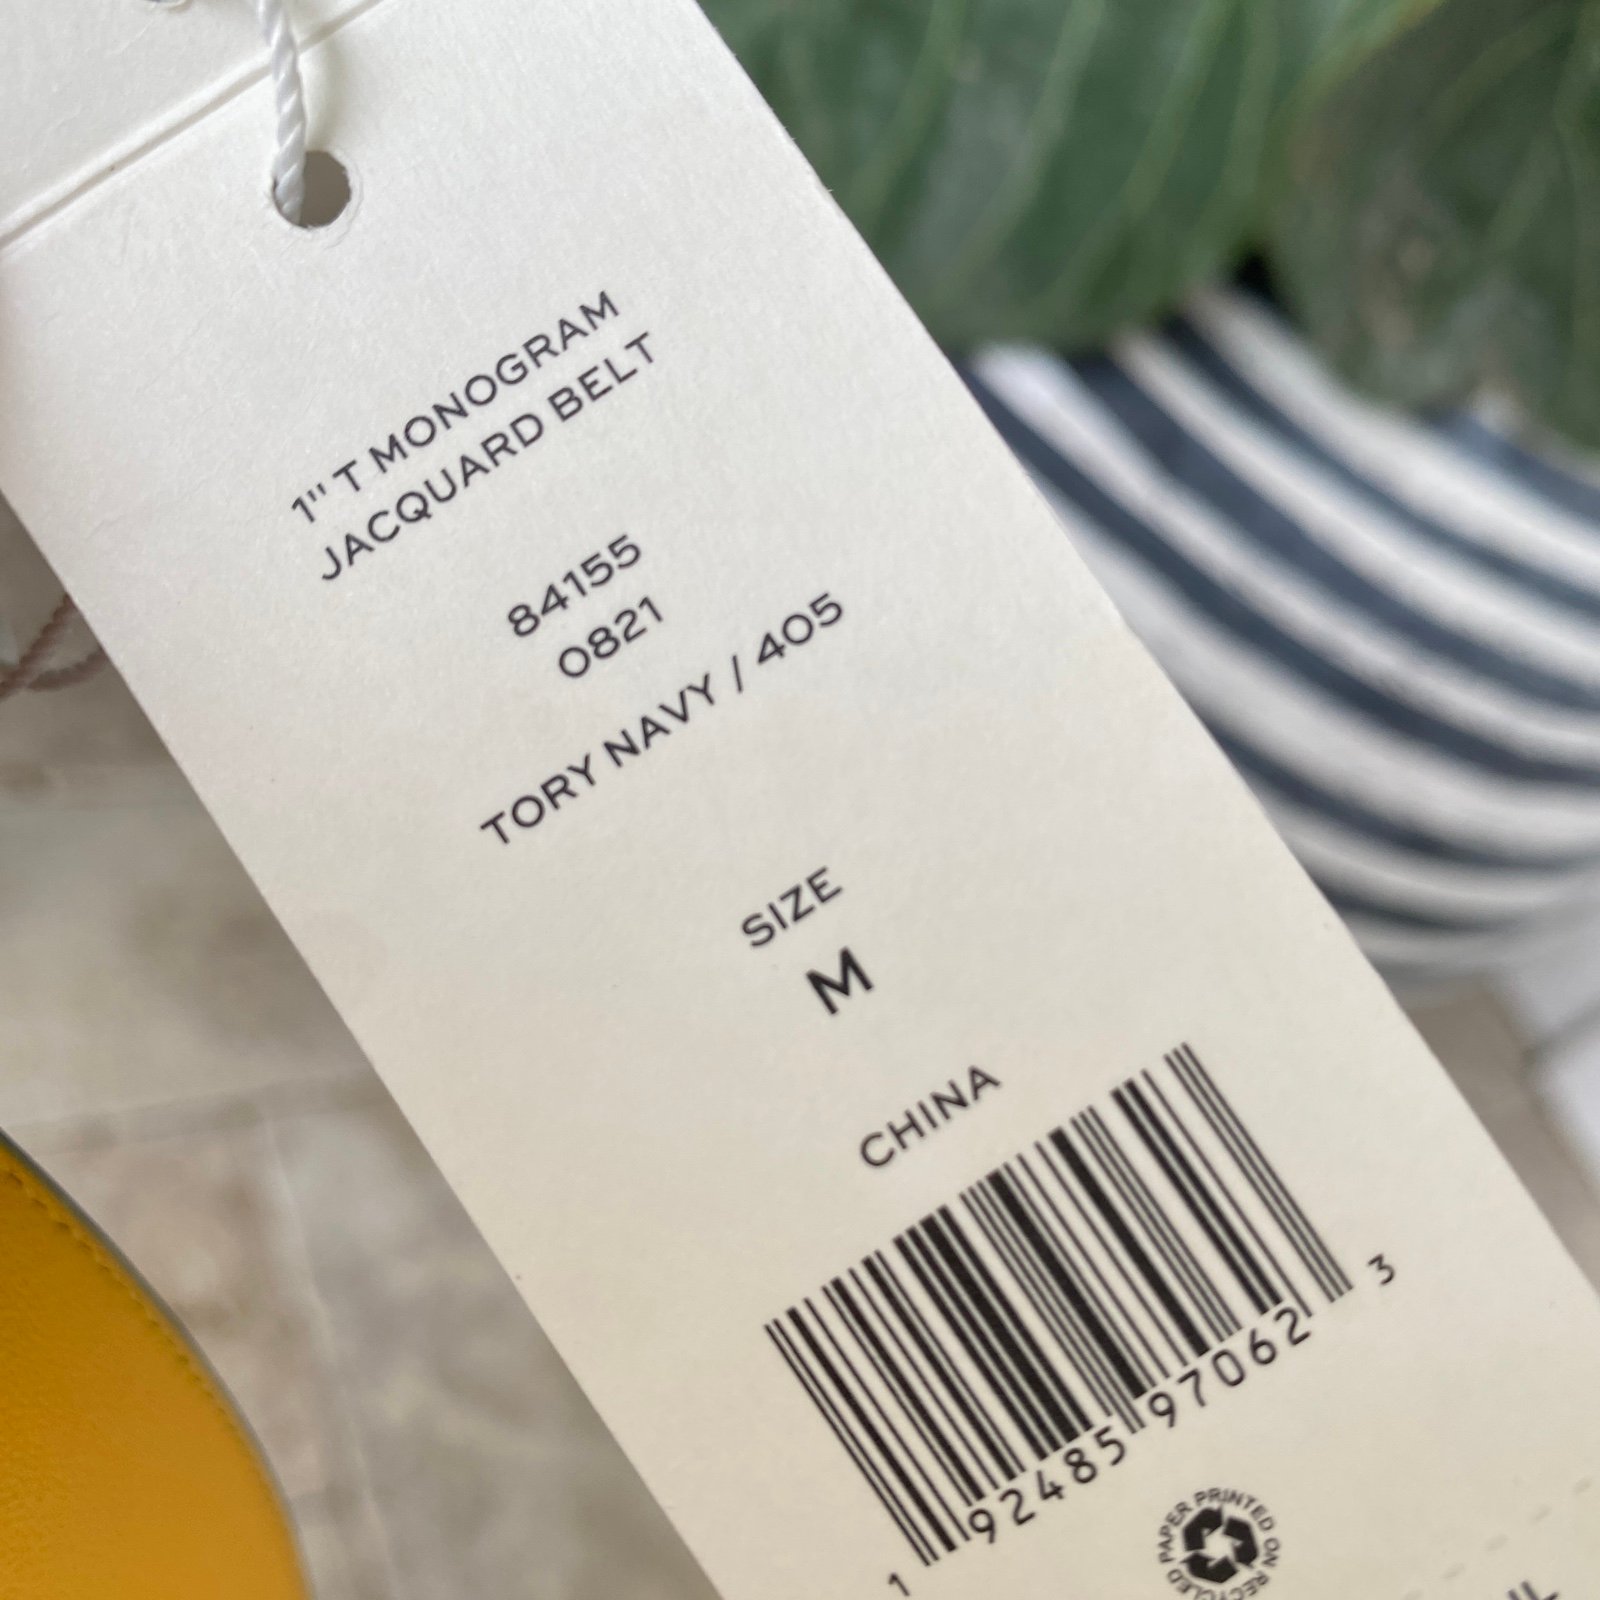 1" T MONOGRAM
JACQUARD BELT
84155
0821
TORY NAVY / 405
SIZE
M
CHINA
1 92485 97062 3
PAPER PRINTED ON RECYCLED